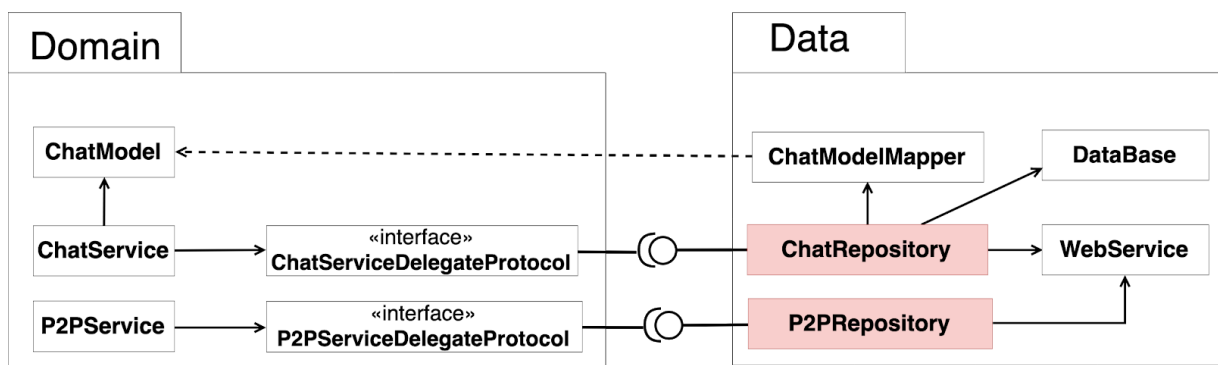 Domain
Data
ChatModel
ChatModelMapper
DataBase
ChatService
«interface»
ChatServiceDelegateProtocol
ChatRepository
WebService
P2PService
«interface»
P2PServiceDelegateProtocol
P2PRepository